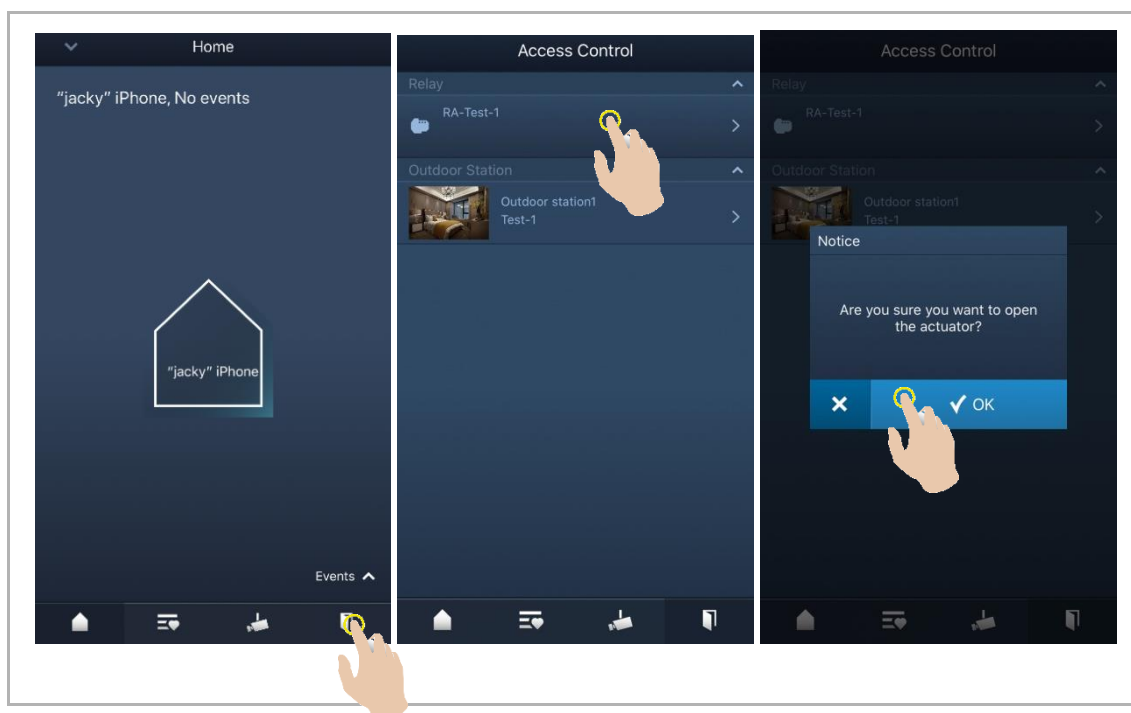 Home
"jacky" iPhone, No events
"jacky" iPhone
Events
Access Control
Relay
RA-Test-1
Outdoor Station
Outdoor station1
Test-1
Access Control
Relay
RA-Test-1
Outdoor Station
Outdoor station1
Test-1
Notice
Are you sure you want to open
the actuator?
OK